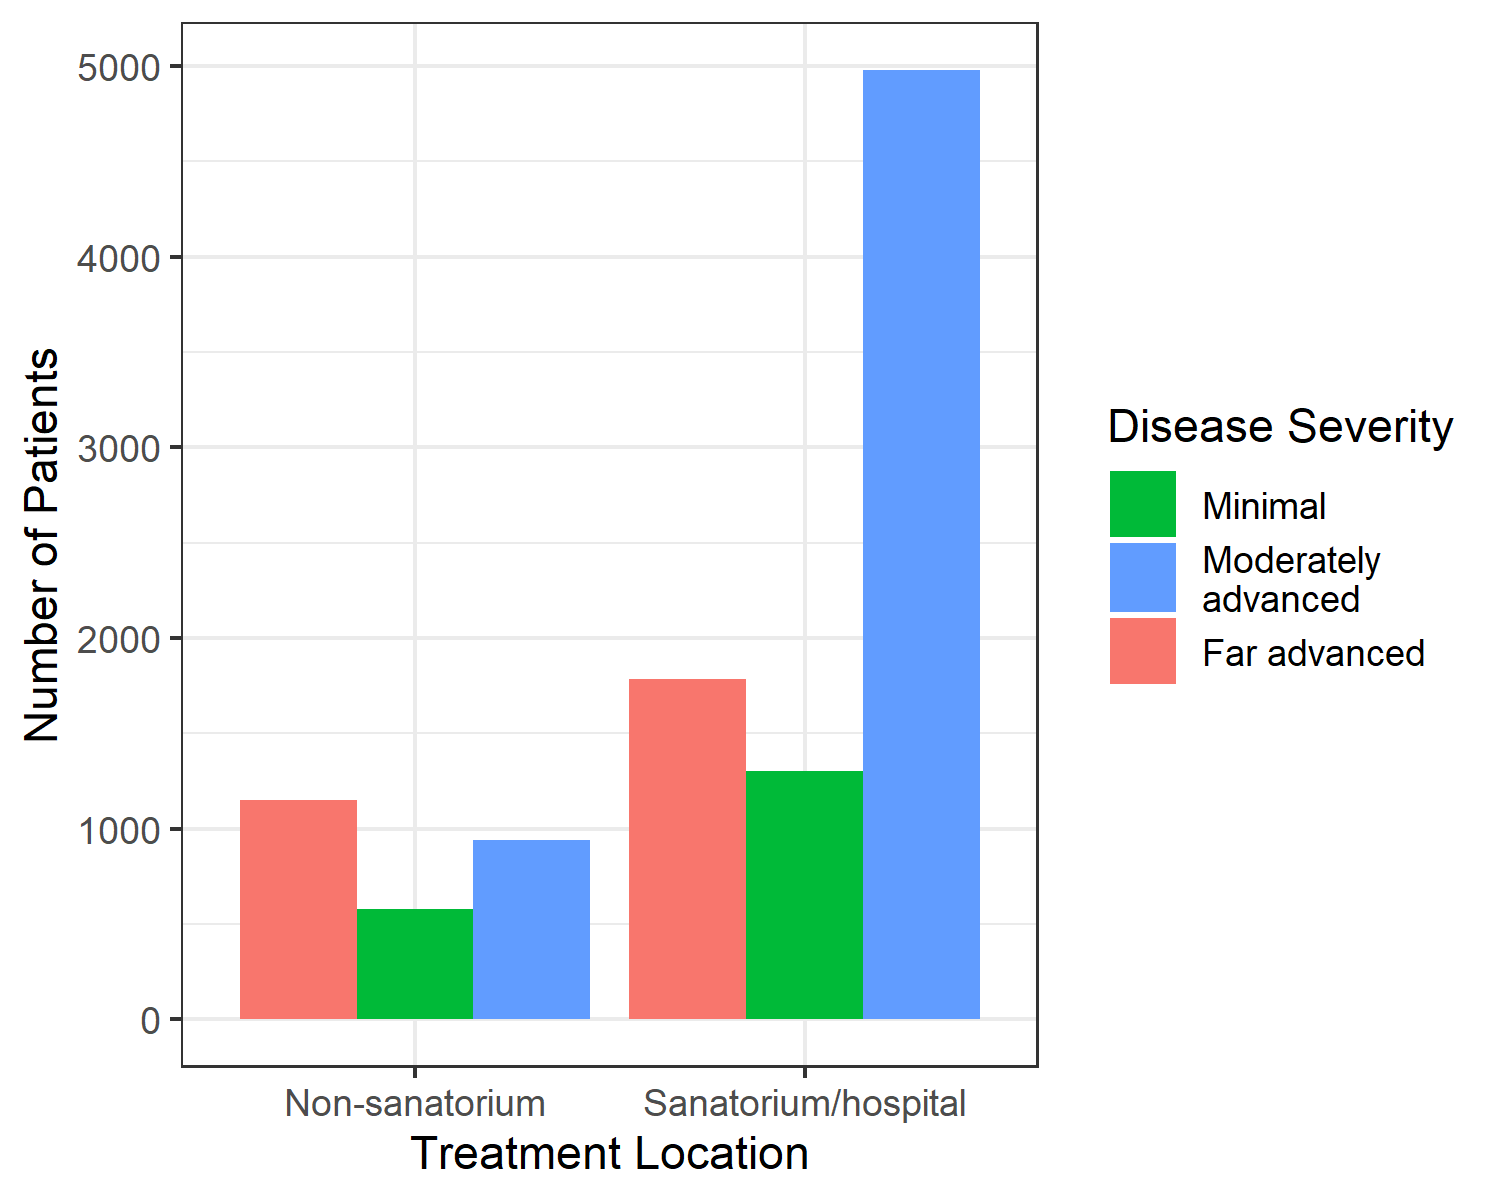 5000
4000
3000
2000
1000
0
Number of Patients
Non-sanatorium
Sanatorium/hospital
Treatment Location
Disease Severity
Minimal
Moderately
advanced
Far advanced